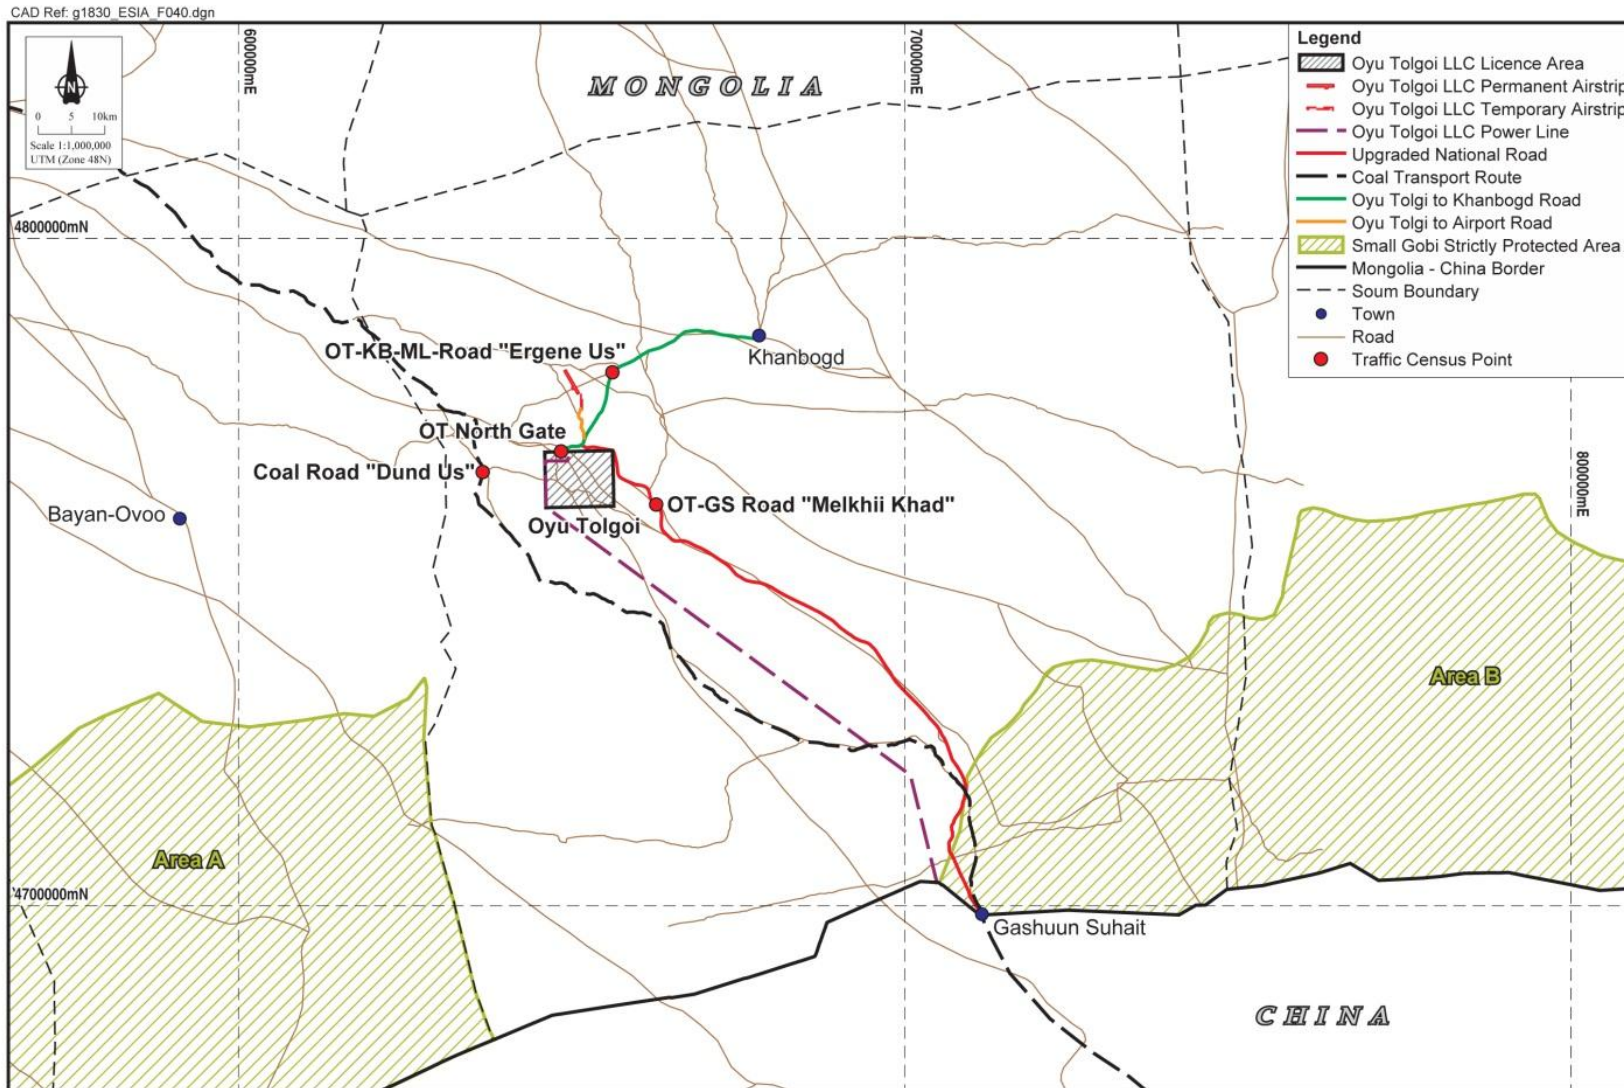 CAD Ref: g1830_ESIA_F040.dgn
N
0 5 10km
Scale 1:1,000,000
UTM (Zone 48N)
600000mE
700000mE
MONGOLIA
Legend
Oyu Tolgoi LLC Licence Area
Oyu Tolgoi LLC Permanent Airstrip
Oyu Tolgoi LLC Temporary Airstrip
Oyu Tolgoi LLC Power Line
Upgraded National Road
Coal Transport Route
Oyu Tolgi to Khanbogd Road
Oyu Tolgi to Airport Road
Small Gobi Strictly Protected Area
Mongolia - China Border
Soum Boundary
Town
Road
Traffic Census Point
4800000mN
OT-KB-ML-Road "Ergene Us"
Khanbogd
OT North Gate
Coal Road "Dund Us"
800000mE
Bayan-Ovoo
OT-GS Road "Melkhii Khad"
Oyu Tolgoi
Area B
Area A
4700000mN
Gashuun Suhait
CHINA